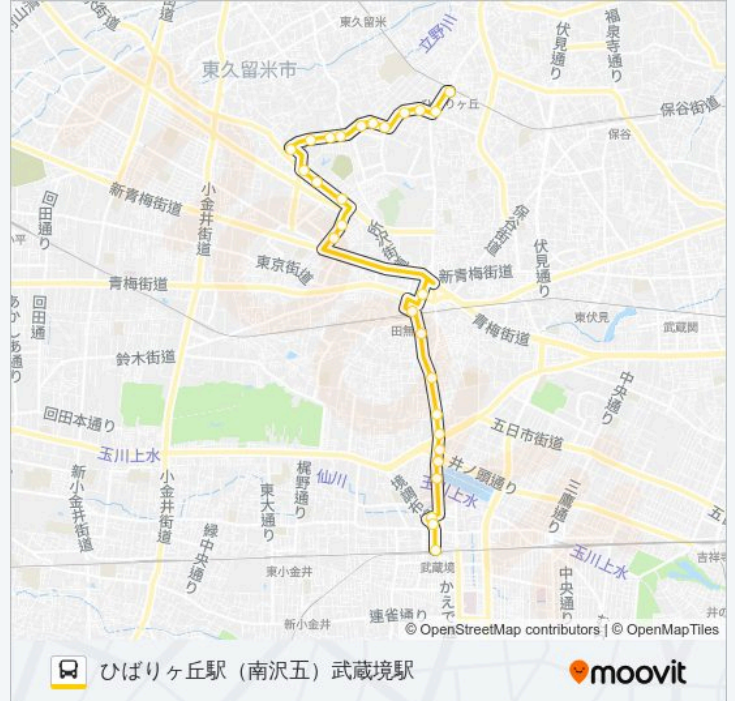 東久留米
立野川
伏見通り
福泉寺通り
東久留米市
保谷街道
保谷
新青梅街道
小金井街道
回田通り
保谷街道
伏見通り
東京街道
新青梅街道
青梅街道
回田通
東伏見
武蔵関
田無
青梅街道
鈴木街道
中央通り
回田本通り
五日市街道
玉川上水
井ノ頭通り
仙川
梶野通り
新小金井街道
小金井街道
東大通り
玉川上水
三鷹通り
緑中央通り
玉川上水
東小金井
武蔵境
中央通り
かえで
連雀通り
新小金井
© OpenStreetMap contributors | © OpenMapTiles
ひばりヶ丘駅（南沢五）武蔵境駅
moovit